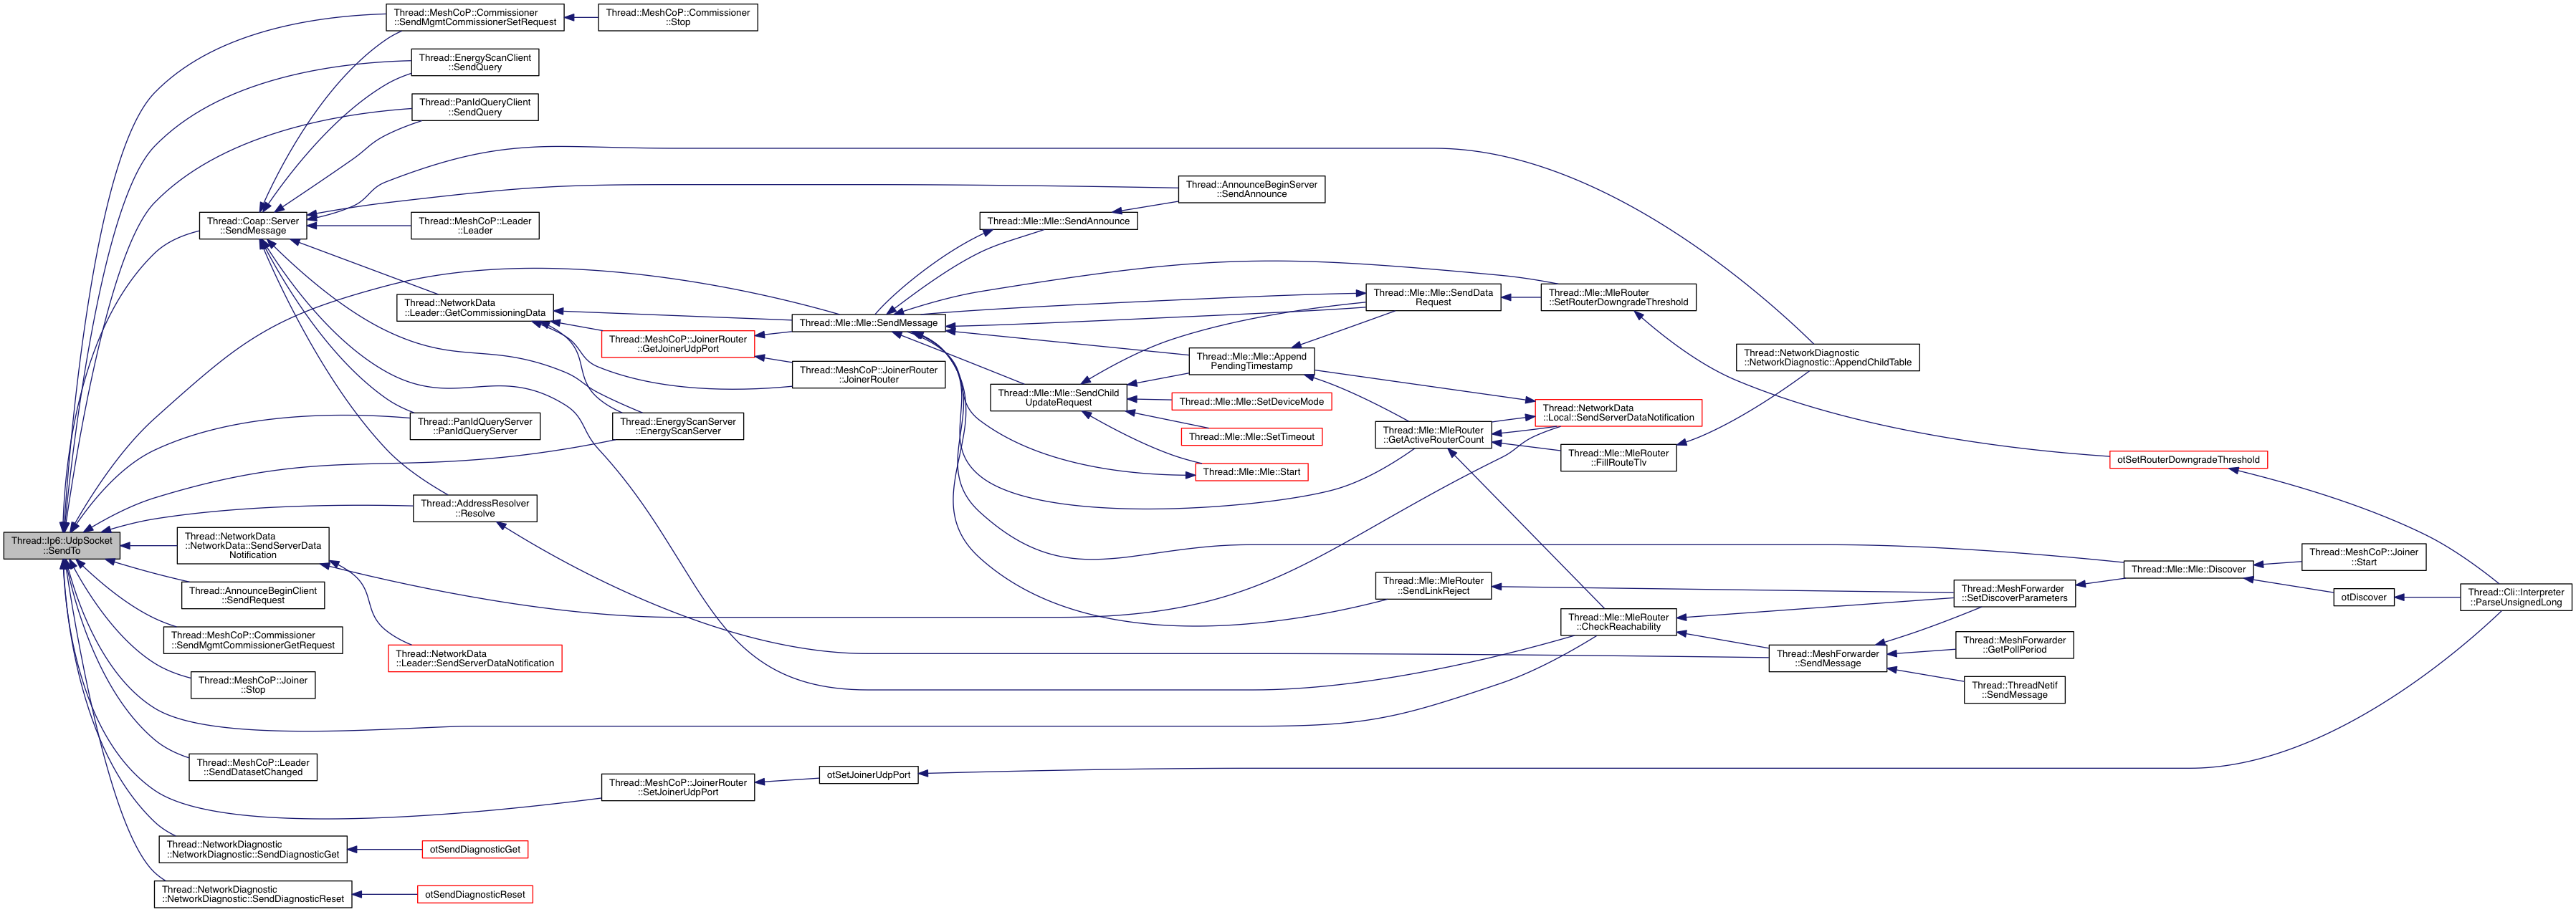 Thread::MeshCoP::Commissioner
::SendMgmtCommissionerSetRequest
Thread::MeshCoP::Commissioner
::Stop
Thread::EnergyScanClient
::SendQuery
Thread::PanIdQueryClient
::SendQuery
Thread::AnnounceBeginServer
::SendAnnounce
Thread::Coap::Server
::SendMessage
Thread::MeshCoP::Leader
::Leader
Thread::Mle::Mle::SendAnnounce
Thread::NetworkData
::Leader::GetCommissioningData
Thread::Mle::Mle::SendMessage
Thread::Mle::Mle::SendData
Request
Thread::Mle::MleRouter
::SetRouterDowngradeThreshold
Thread::MeshCoP::JoinerRouter
::GetJoinerUdpPort
Thread::MeshCoP::JoinerRouter
::JoinerRouter
Thread::Mle::Mle::Append
PendingTimestamp
Thread::NetworkDiagnostic
::NetworkDiagnostic::AppendChildTable
Thread::Mle::Mle::SendChild
UpdateRequest
Thread::Mle::Mle::SetDeviceMode
Thread::NetworkData
::Local::SendServerDataNotification
Thread::PanIdQueryServer
::PanIdQueryServer
Thread::EnergyScanServer
::EnergyScanServer
Thread::Mle::Mle::SetTimeout
Thread::Mle::MleRouter
::GetActiveRouterCount
Thread::Mle::MleRouter
::FillRouteTlv
Thread::Mle::Mle::Start
otSetRouterDowngradeThreshold
Thread::AddressResolver
::Resolve
Thread::Ip6::UdpSocket
::SendTo
Thread::NetworkData
::NetworkData::SendServerData
Notification
Thread::MeshCoP::Joiner
::Start
Thread::Mle::Mle::Discover
Thread::AnnounceBeginClient
::SendRequest
Thread::Mle::MleRouter
::SendLinkReject
Thread::MeshForwarder
::SetDiscoverParameters
otDiscover
Thread::Cli::Interpreter
::ParseUnsignedLong
Thread::Mle::MleRouter
::CheckReachability
Thread::MeshCoP::Commissioner
::SendMgmtCommissionerGetRequest
Thread::NetworkData
::Leader::SendServerDataNotification
Thread::MeshForwarder
::SendMessage
Thread::MeshForwarder
::GetPollPeriod
Thread::MeshCoP::Joiner
::Stop
Thread::ThreadNetif
::SendMessage
Thread::MeshCoP::Leader
::SendDatasetChanged
Thread::MeshCoP::JoinerRouter
::SetJoinerUdpPort
otSetJoinerUdpPort
Thread::NetworkDiagnostic
::NetworkDiagnostic::SendDiagnosticGet
otSendDiagnosticGet
Thread::NetworkDiagnostic
::NetworkDiagnostic::SendDiagnosticReset
otSendDiagnosticReset